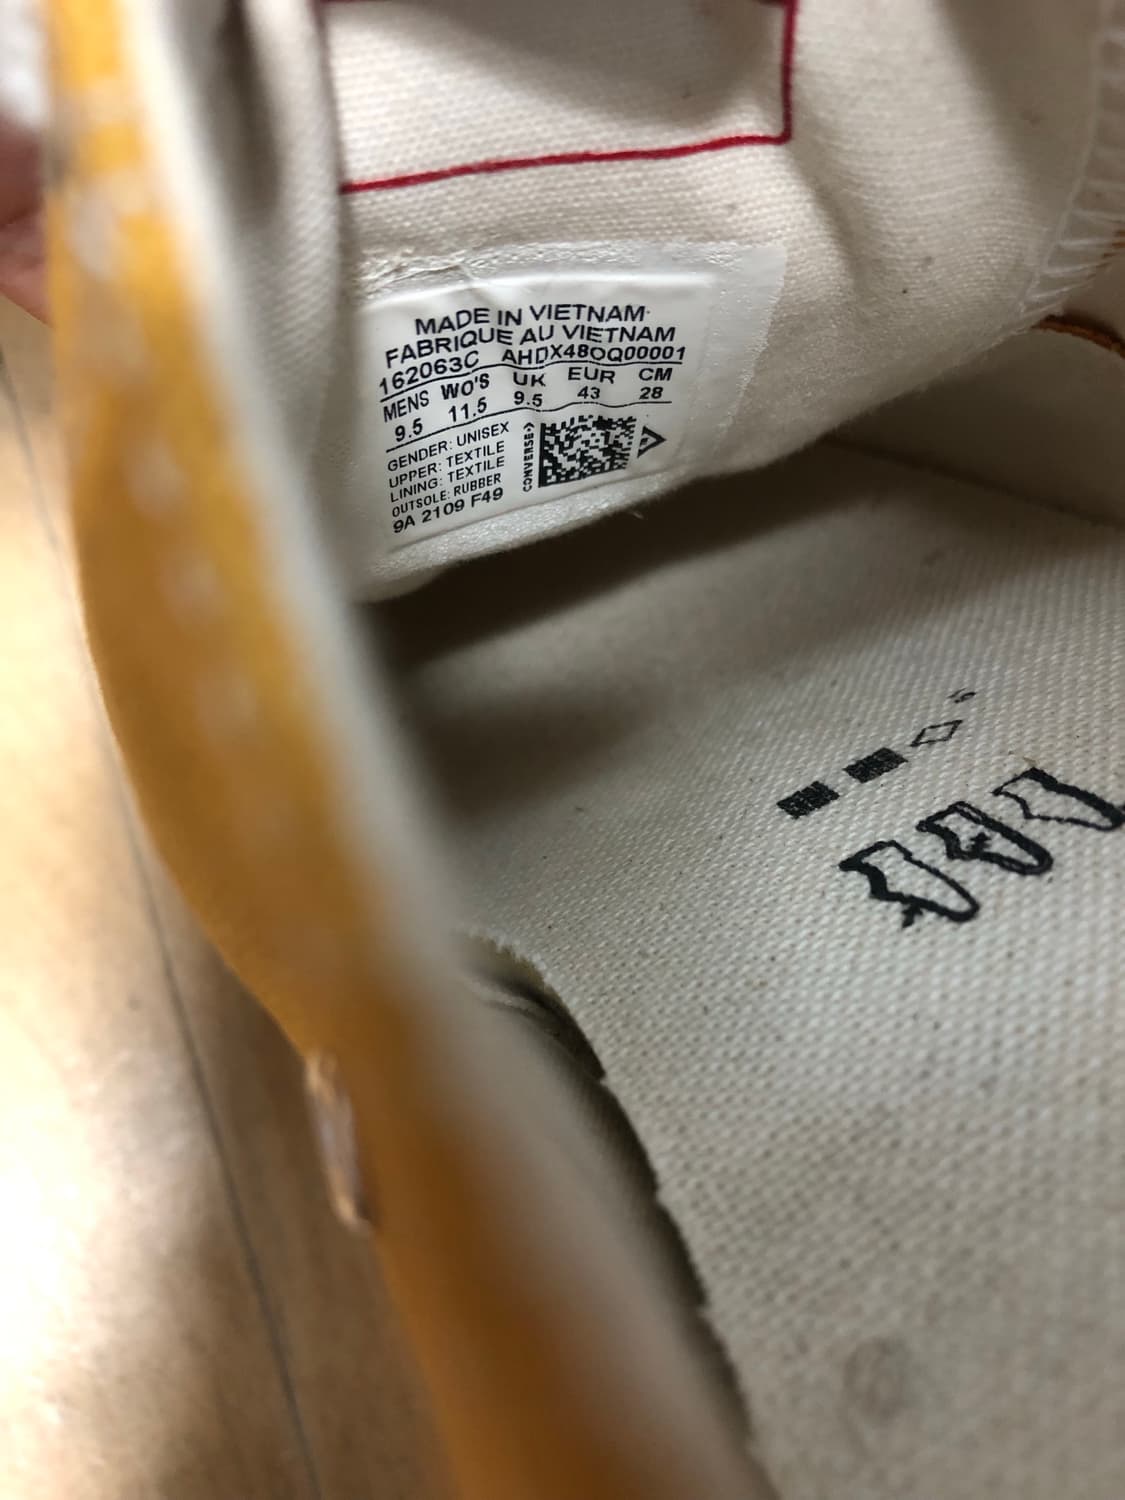 MADE IN VIETNAM
FABRIQUE AU VIETNAM
162063C AHDX48OQ00001
MENS WO'S UK EUR CM
9.5 11.5 9.5 43 28
GENDER: UNISEX
UPPER: TEXTILE
LINING: TEXTILE
OUTSOLE: RUBBER
9A 2109 F49
CONVERSE